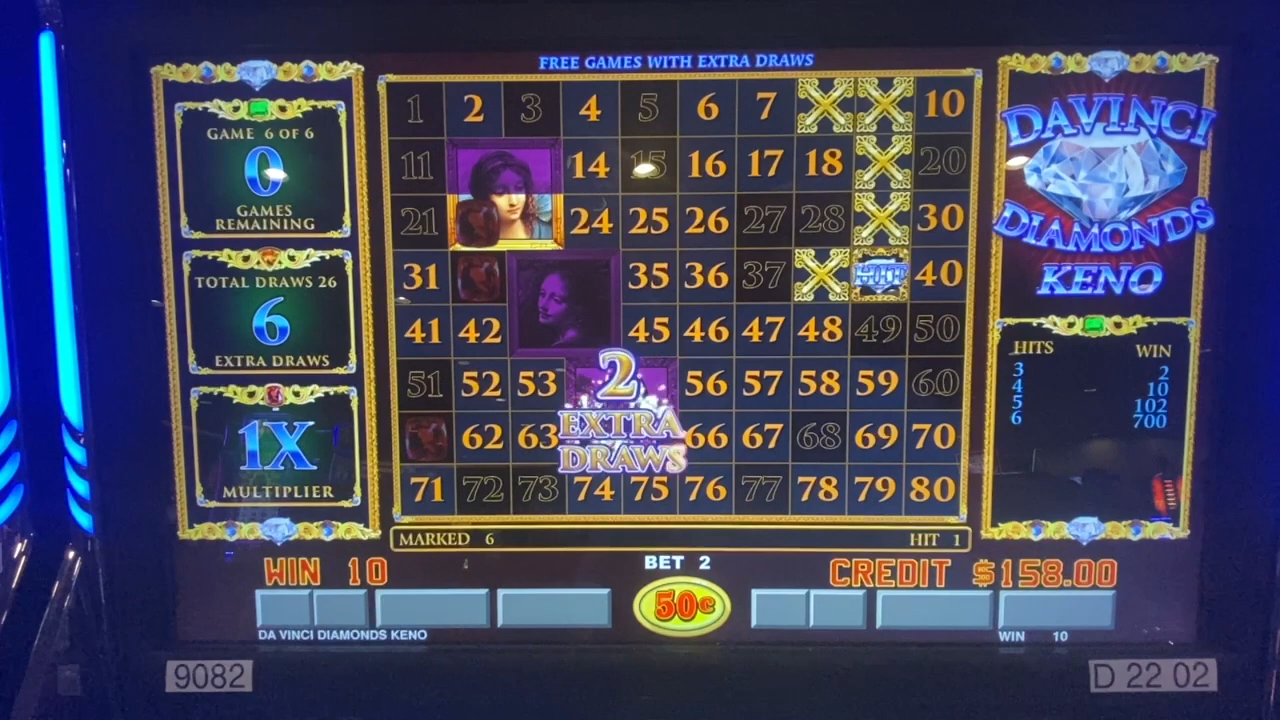 FREE GAMES WITH EXTRA DRAWS
GAME 6 OF 6
0
GAMES
REMAINING
TOTAL DRAWS 26
6
EXTRA DRAWS
1X
MULTIPLIER
1 2 3 4 5 6 7 10
11 14 15 16 17 18 20
21 24 25 26 27 28 30
31 35 36 37 HIT 40
41 42 45 46 47 48 49 50
51 52 53 56 57 58 59 60
62 63 66 67 68 69 70
71 72 73 74 75 76 77 78 79 80
2
EXTRA
DRAWS
DAVINCI
DIAMONDS
KENO
HITS WIN
3 2
4 10
5 102
6 700
MARKED 6 HIT 1
WIN 10
BET 2
CREDIT $158.00
50¢
DA VINCI DIAMONDS KENO
WIN 10
9082
D 22 02